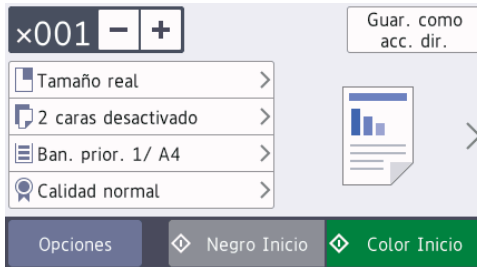 ×001 − +
Guar. como
acc. dir.
Tamaño real
2 caras desactivado
Ban. prior. 1/ A4
Calidad normal
Opciones
Negro Inicio
Color Inicio